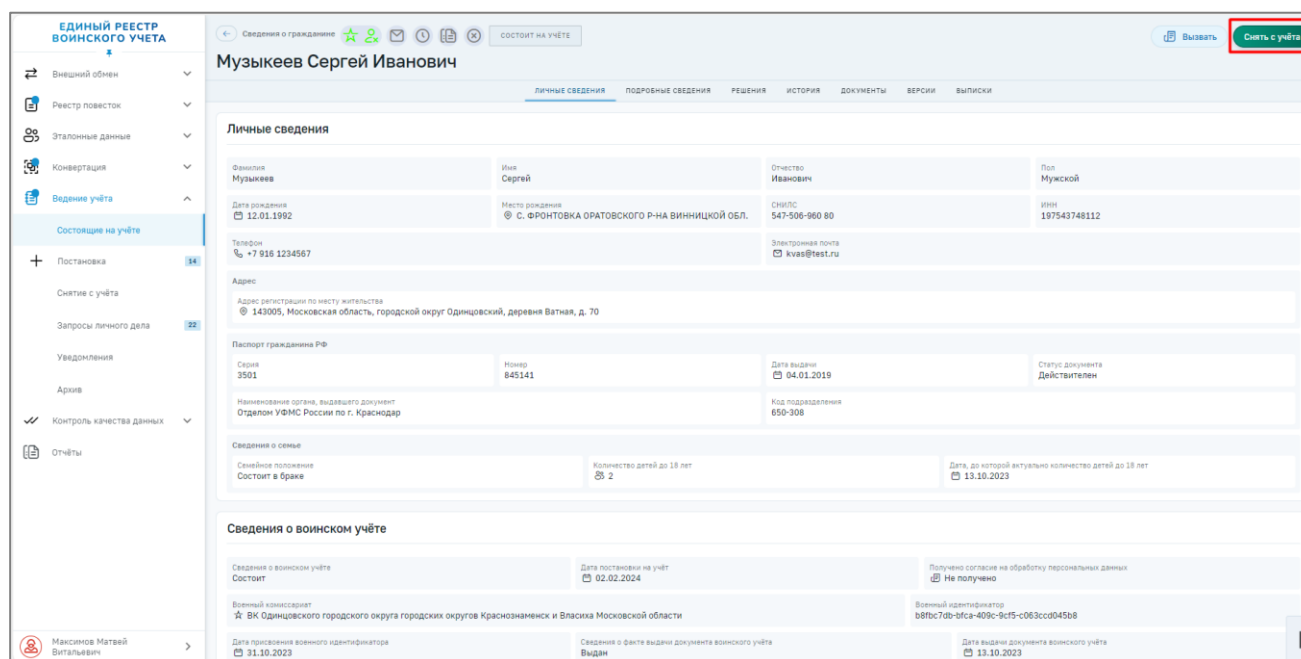 ЕДИНЫЙ РЕЕСТР
ВОИНСКОГО УЧЕТА
Внешний обмен
Реестр повесток
Эталонные данные
Конвертация
Ведение учёта
Состоящие на учёте
Постановка 14
Снятие с учёта
Запросы личного дела 22
Уведомления
Архив
Контроль качества данных
Отчёты
Максимов Матвей
Витальевич
Сведения о гражданине СОСТОИТ НА УЧЁТЕ Вызвать Снять с учёта
Музыкеев Сергей Иванович
ЛИЧНЫЕ СВЕДЕНИЯ ПОДРОБНЫЕ СВЕДЕНИЯ РЕШЕНИЯ ИСТОРИЯ ДОКУМЕНТЫ ВЕРСИИ ВЫПИСКИ
Личные сведения
Фамилия Имя Отчество Пол
Музыкеев Сергей Иванович Мужской
Дата рождения Место рождения СНИЛС ИНН
12.01.1992 С. ФРОНТОВКА ОРАТОВСКОГО Р-НА ВИННИЦКОЙ ОБЛ. 547-506-960 80 197543748112
Телефон Электронная почта
+7 916 1234567 kvas@test.ru
Адрес
Адрес регистрации по месту жительства
143005, Московская область, городской округ Одинцовский, деревня Ватная, д. 70
Паспорт гражданина РФ
Серия Номер Дата выдачи Статус документа
3501 845141 04.01.2019 Действителен
Наименование органа, выдавшего документ Код подразделения
Отделом УФМС России по г. Краснодар 650-308
Сведения о семье
Семейное положение Количество детей до 18 лет Дата, до которой актуально количество детей до 18 лет
Состоит в браке 2 13.10.2023
Сведения о воинском учёте
Сведения о воинском учёте Дата постановки на учёт Получено согласие на обработку персональных данных
Состоит 02.02.2024 Не получено
Военный комиссариат Военный идентификатор
ВК Одинцовского городского округа городских округов Краснознаменск и Власиха Московской области b8fbc7db-bfca-409c-9cf5-c063ccd045b8
Дата присвоения военного идентификатора Сведения о факте выдачи документа воинского учёта Дата выдачи документа воинского учёта
31.10.2023 Выдан 13.10.2023